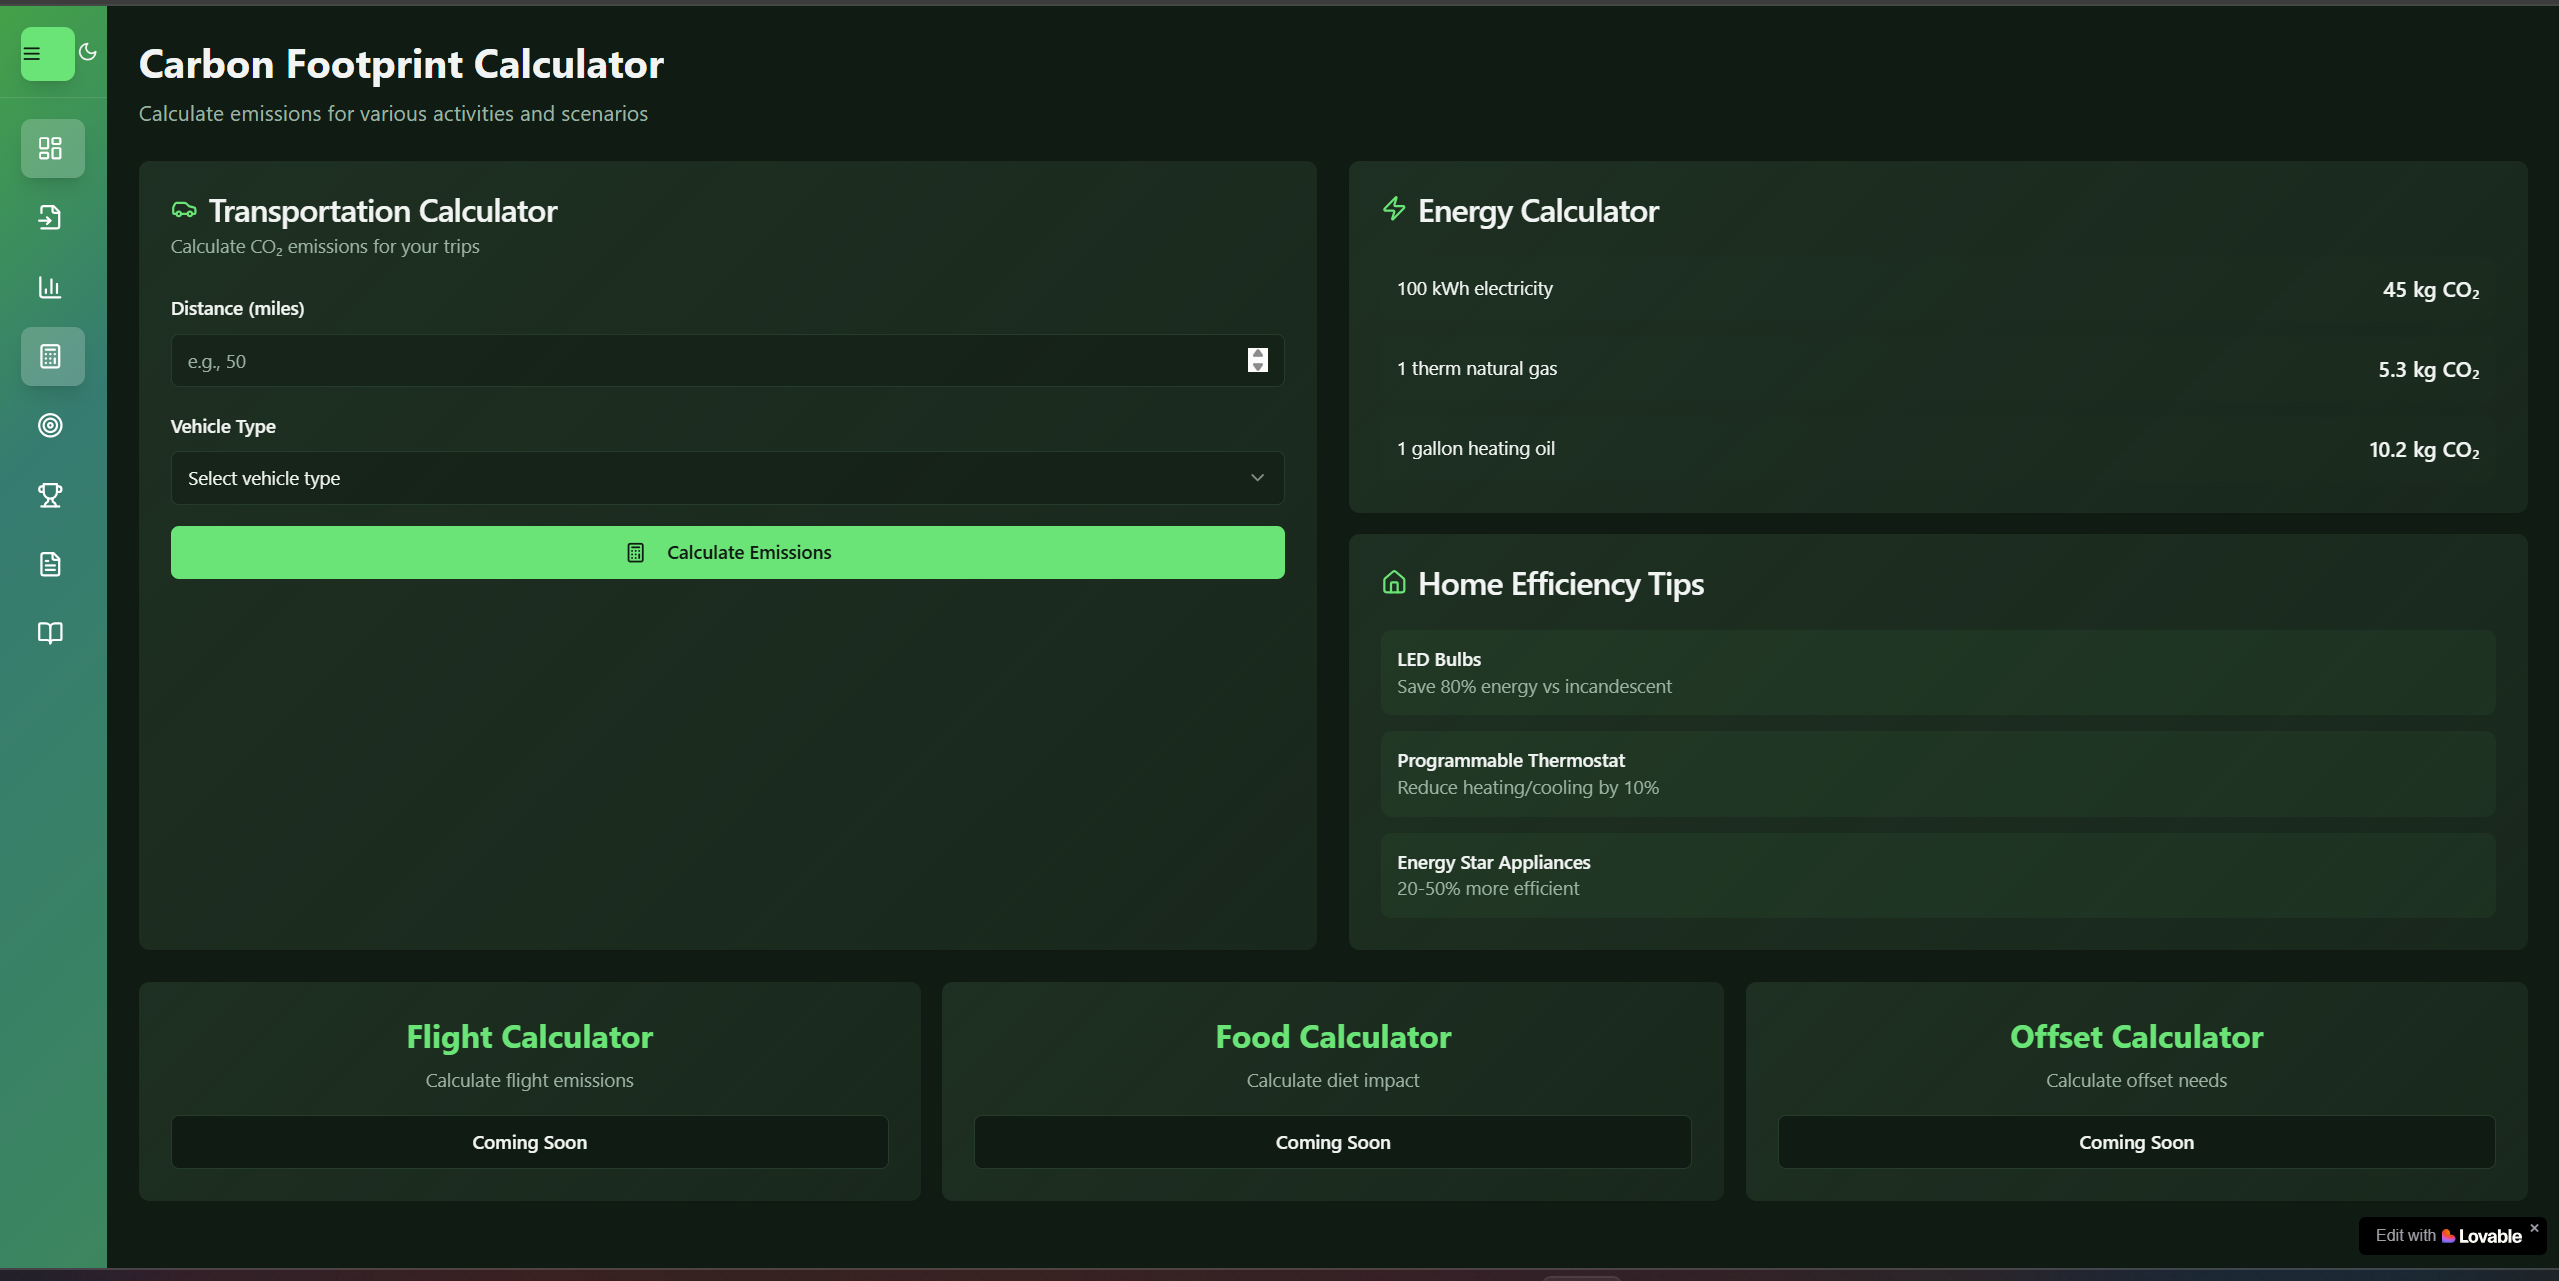 Carbon Footprint Calculator
Calculate emissions for various activities and scenarios
Transportation Calculator
Calculate CO₂ emissions for your trips
Distance (miles)
e.g., 50
Vehicle Type
Select vehicle type
Calculate Emissions
Energy Calculator
100 kWh electricity
45 kg CO₂
1 therm natural gas
5.3 kg CO₂
1 gallon heating oil
10.2 kg CO₂
Home Efficiency Tips
LED Bulbs
Save 80% energy vs incandescent
Programmable Thermostat
Reduce heating/cooling by 10%
Energy Star Appliances
20-50% more efficient
Flight Calculator
Calculate flight emissions
Coming Soon
Food Calculator
Calculate diet impact
Coming Soon
Offset Calculator
Calculate offset needs
Coming Soon
Edit with Lovable